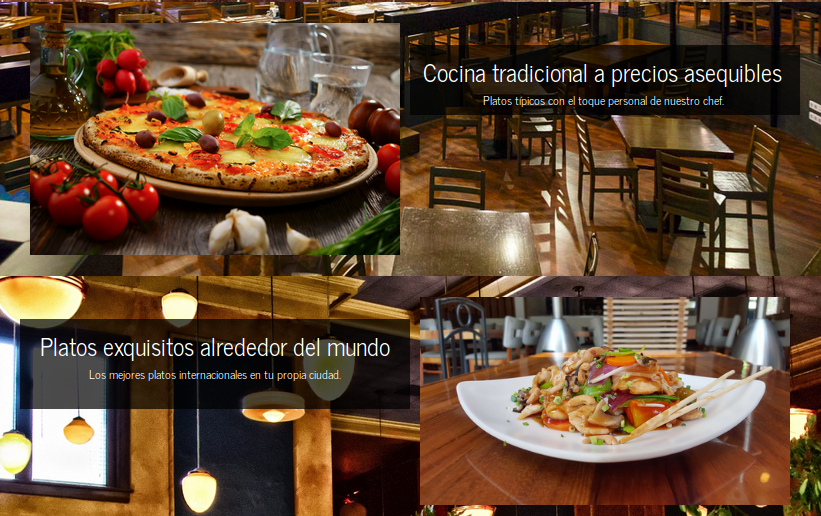 Cocina tradicional a precios asequibles
Platos típicos con el toque personal de nuestro chef.
Platos exquisitos alrededor del mundo
Los mejores platos internacionales en tu propia ciudad.